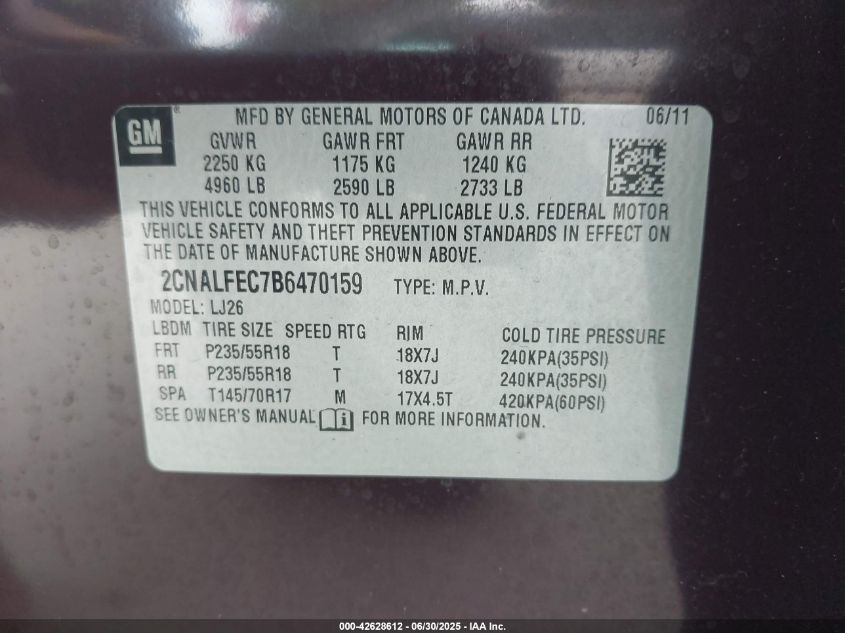 GM® MFD BY GENERAL MOTORS OF CANADA LTD. 06/11
GVWR GAWR FRT GAWR RR
2250 KG 1175 KG 1240 KG
4960 LB 2590 LB 2733 LB
THIS VEHICLE CONFORMS TO ALL APPLICABLE U.S. FEDERAL MOTOR
VEHICLE SAFETY AND THEFT PREVENTION STANDARDS IN EFFECT ON
THE DATE OF MANUFACTURE SHOWN ABOVE.
2CNALFEC7B6470159 TYPE: M.P.V.
MODEL: LJ26
LBDM TIRE SIZE SPEED RTG RIM COLD TIRE PRESSURE
FRT P235/55R18 T 18X7J 240KPA(35PSI)
RR P235/55R18 T 18X7J 240KPA(35PSI)
SPA T145/70R17 M 17X4.5T 420KPA(60PSI)
SEE OWNER'S MANUAL i FOR MORE INFORMATION.
000-42628612 - 06/30/2025 - IAA Inc.